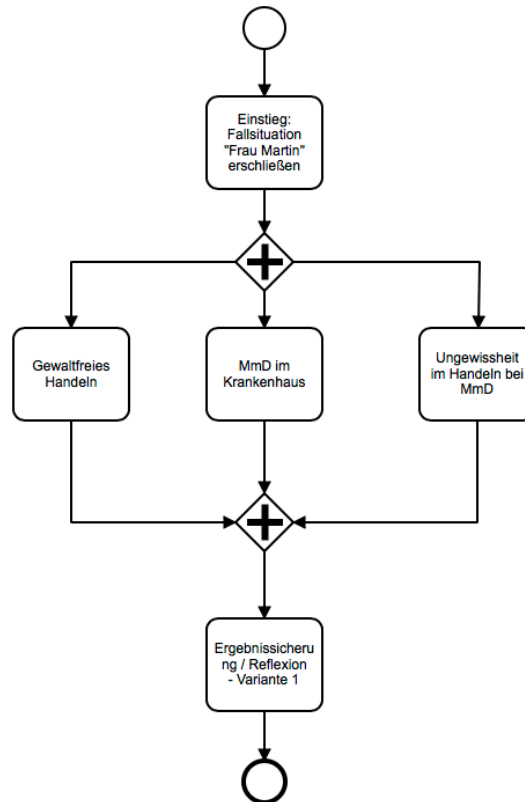 Einstieg:
Fallsituation
"Frau Martin"
erschließen
Gewaltfreies
Handeln
MmD im
Krankenhaus
Ungewissheit
im Handeln bei
MmD
Ergebnissicheru
ng / Reflexion
- Variante 1